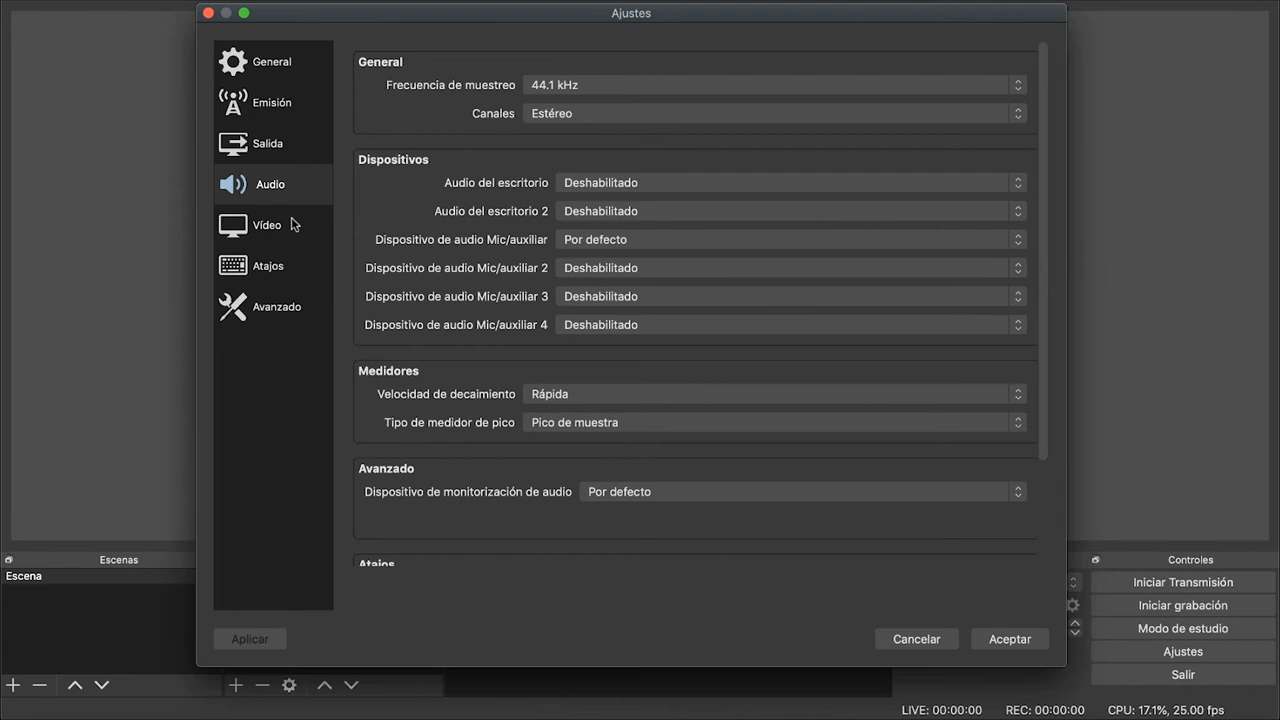 Ajustes
General
Emisión
Salida
Audio
Vídeo
Atajos
Avanzado
General
Frecuencia de muestreo 44.1 kHz
Canales Estéreo
Dispositivos
Audio del escritorio Deshabilitado
Audio del escritorio 2 Deshabilitado
Dispositivo de audio Mic/auxiliar Por defecto
Dispositivo de audio Mic/auxiliar 2 Deshabilitado
Dispositivo de audio Mic/auxiliar 3 Deshabilitado
Dispositivo de audio Mic/auxiliar 4 Deshabilitado
Medidores
Velocidad de decaimiento Rápida
Tipo de medidor de pico Pico de muestra
Avanzado
Dispositivo de monitorización de audio Por defecto
Atajos
Aplicar
Cancelar
Aceptar
Escenas
Escena
Controles
Iniciar Transmisión
Iniciar grabación
Modo de estudio
Ajustes
Salir
LIVE: 00:00:00 REC: 00:00:00 CPU: 17.1%, 25.00 fps